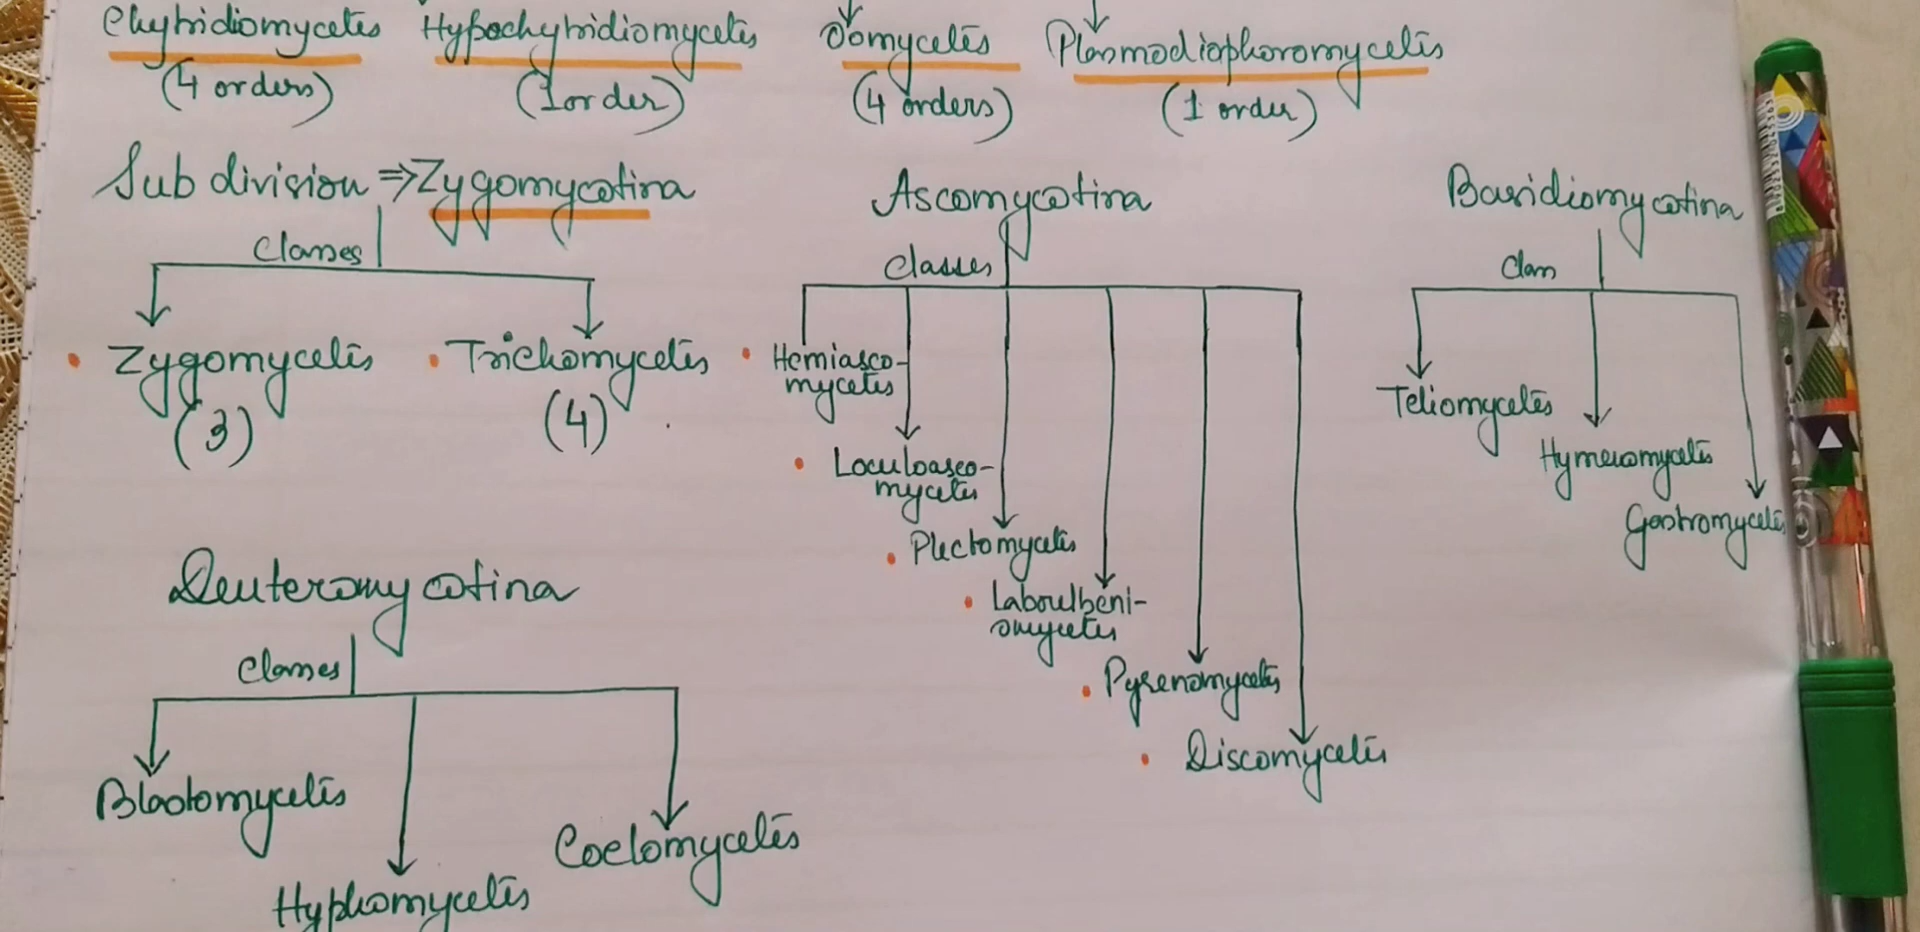 Chytridiomycetes Hypochytridiomycetes Oomycetes Plasmodiophoromycetes
(4 orders) (1 order) (4 orders) (1 order)
Sub division ⇒ Zygomycotina Ascomycotina Basidiomycotina
Classes Classes Class
Zygomycetes Trichomycetes Hemiasco-
mycetes
(3) (4)
Teliomycetes
Loculoasco-
mycetes
Hymenomycetes
Plectomycetes
Gastromycetes
Laboulbeni-
omycetes
Pyrenomycetes
Discomycetes
Deuteromycotina
Classes
Blastomycetes
Coelomycetes
Hyphomycetes